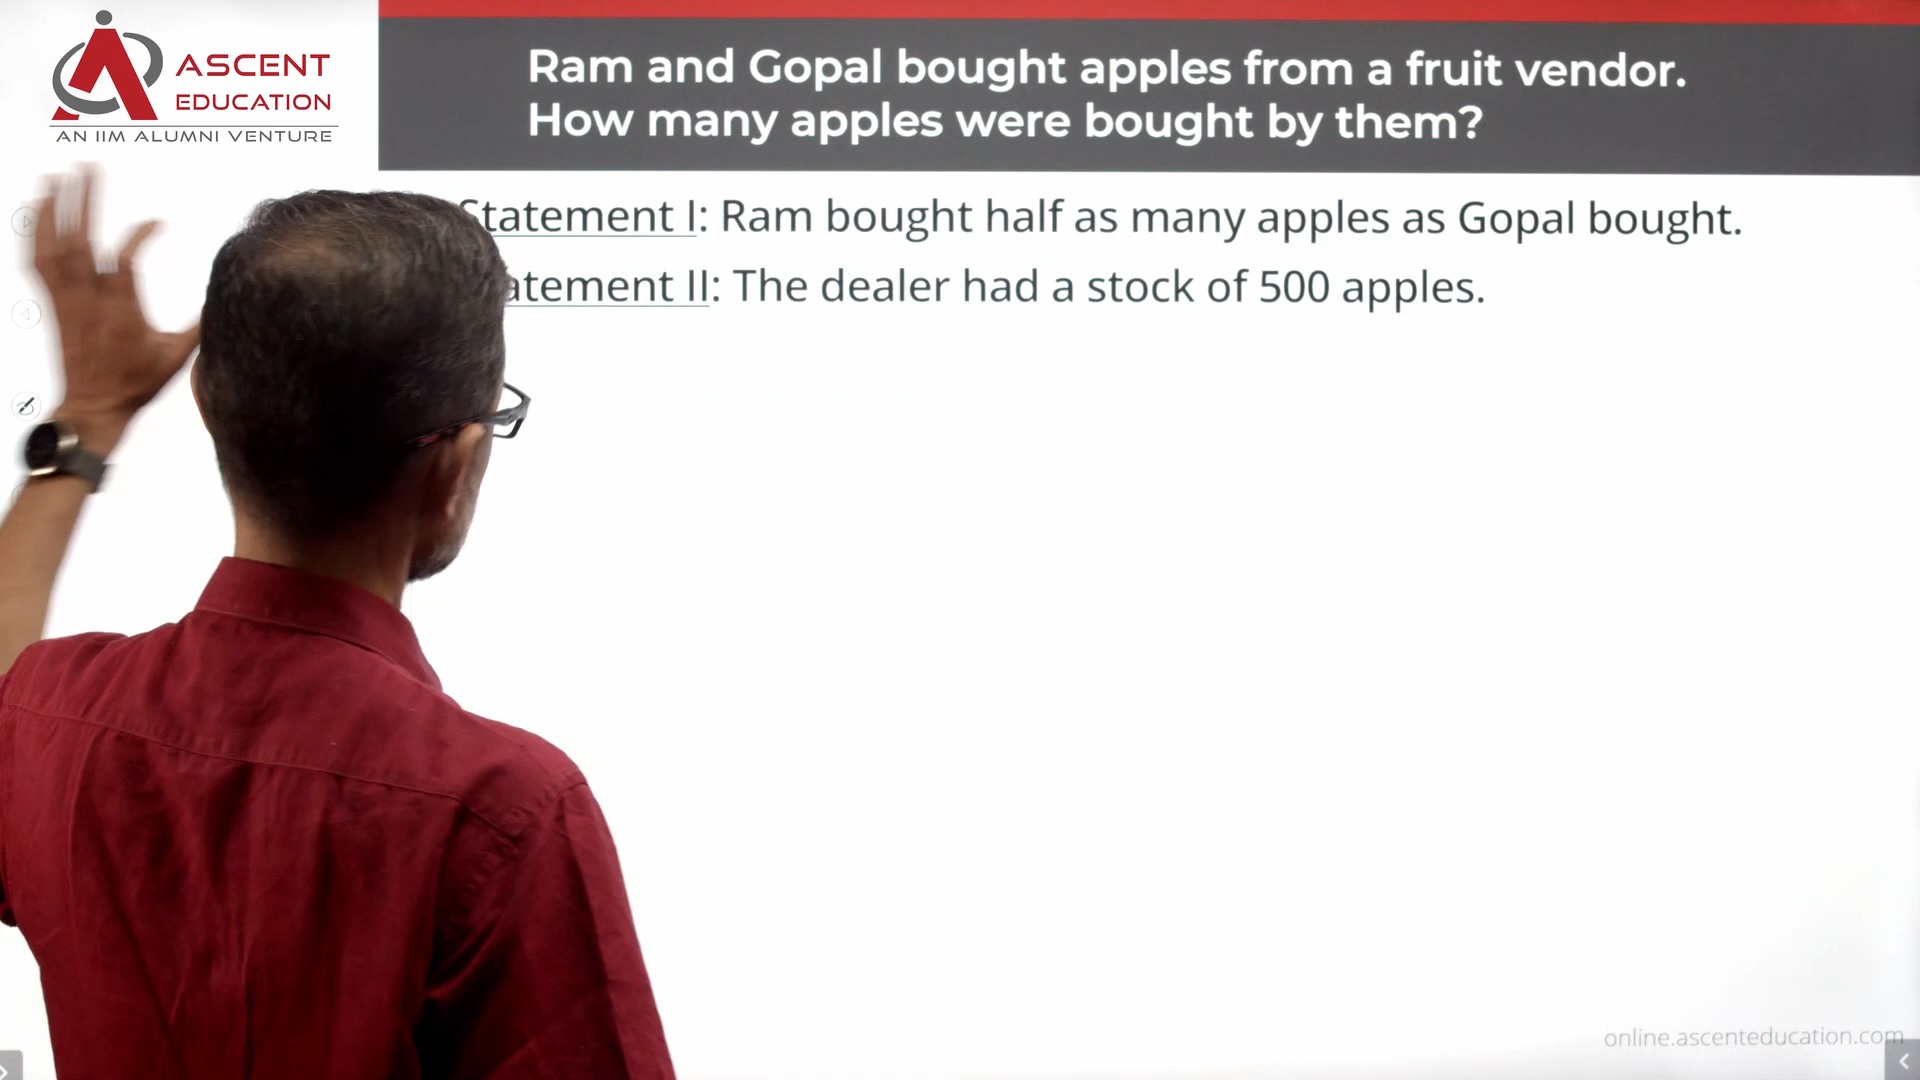 ASCENT
EDUCATION
AN IIM ALUMNI VENTURE
Ram and Gopal bought apples from a fruit vendor.
How many apples were bought by them?
Statement I: Ram bought half as many apples as Gopal bought.
atement II: The dealer had a stock of 500 apples.
online.ascenteducation.com